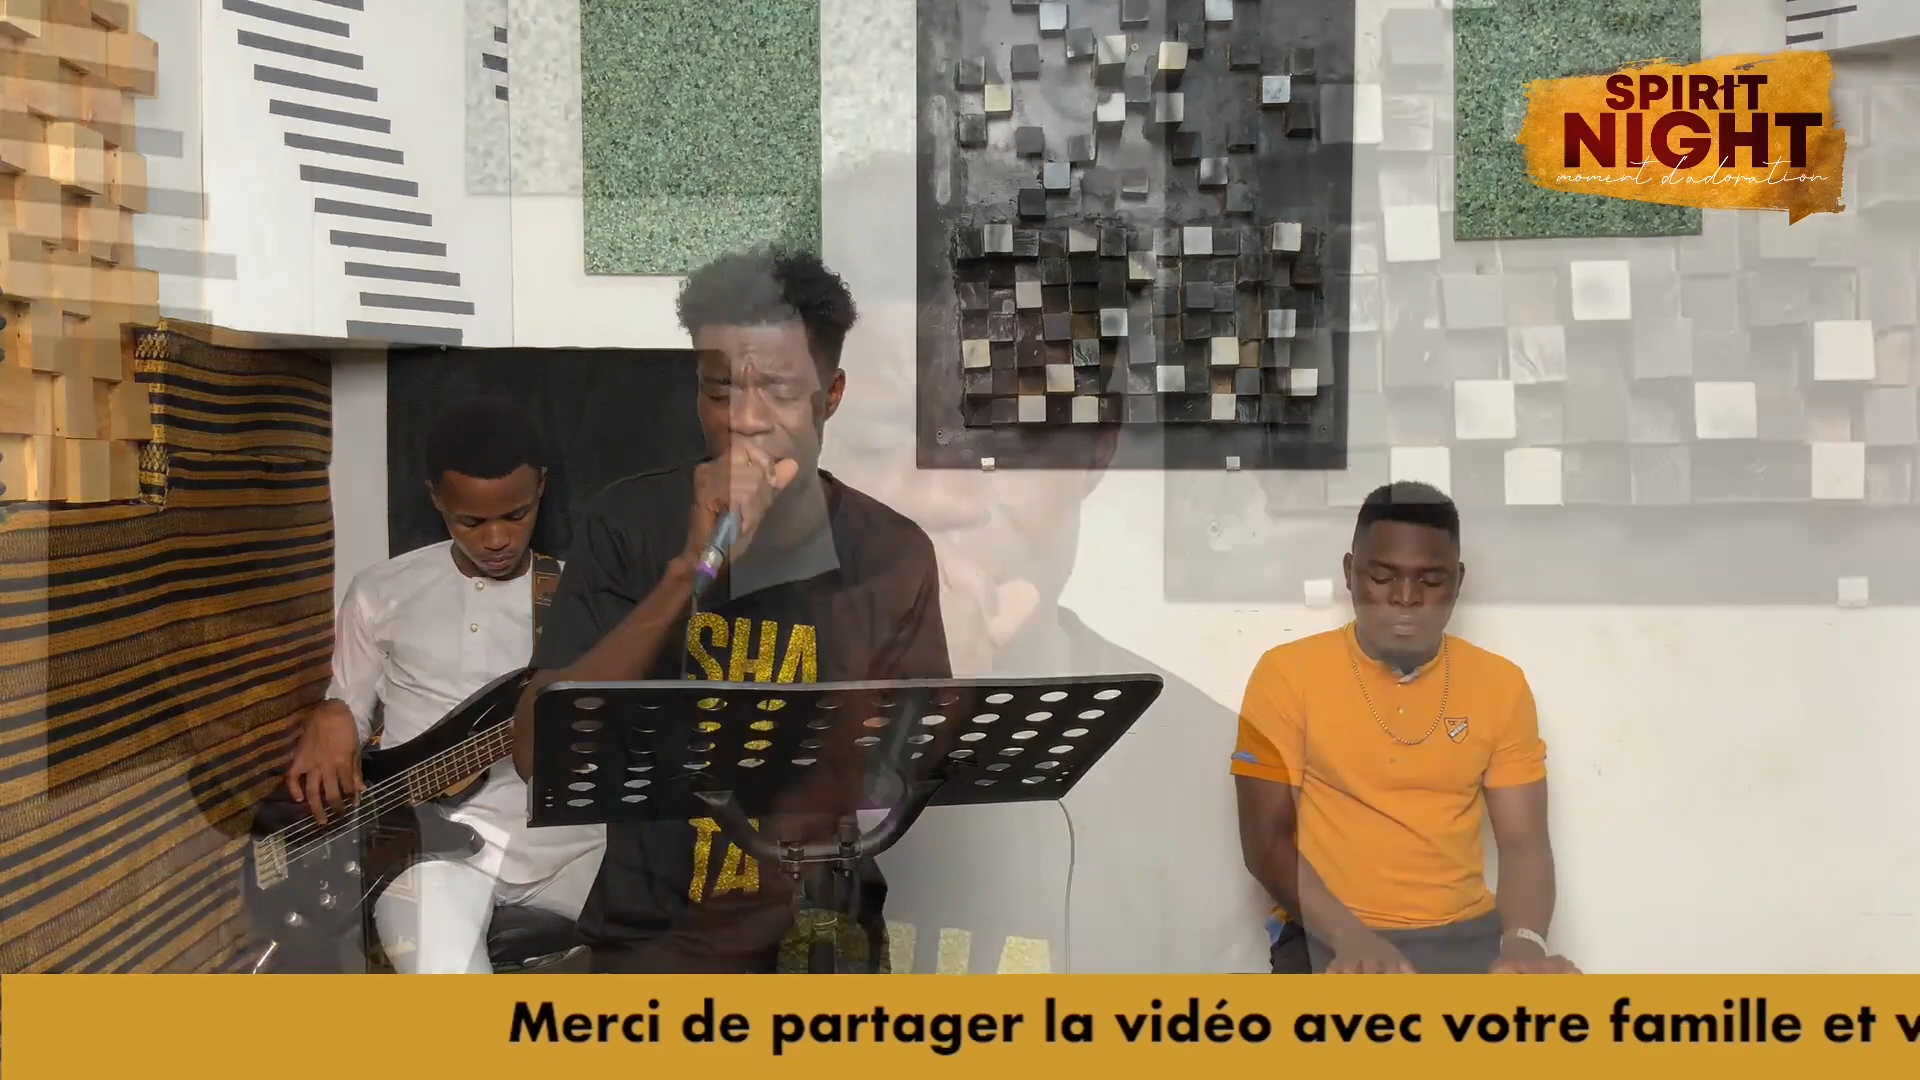 SPIRIT
NIGHT
moment d'adoration
SHA
TA
Merci de partager la vidéo avec votre famille et v